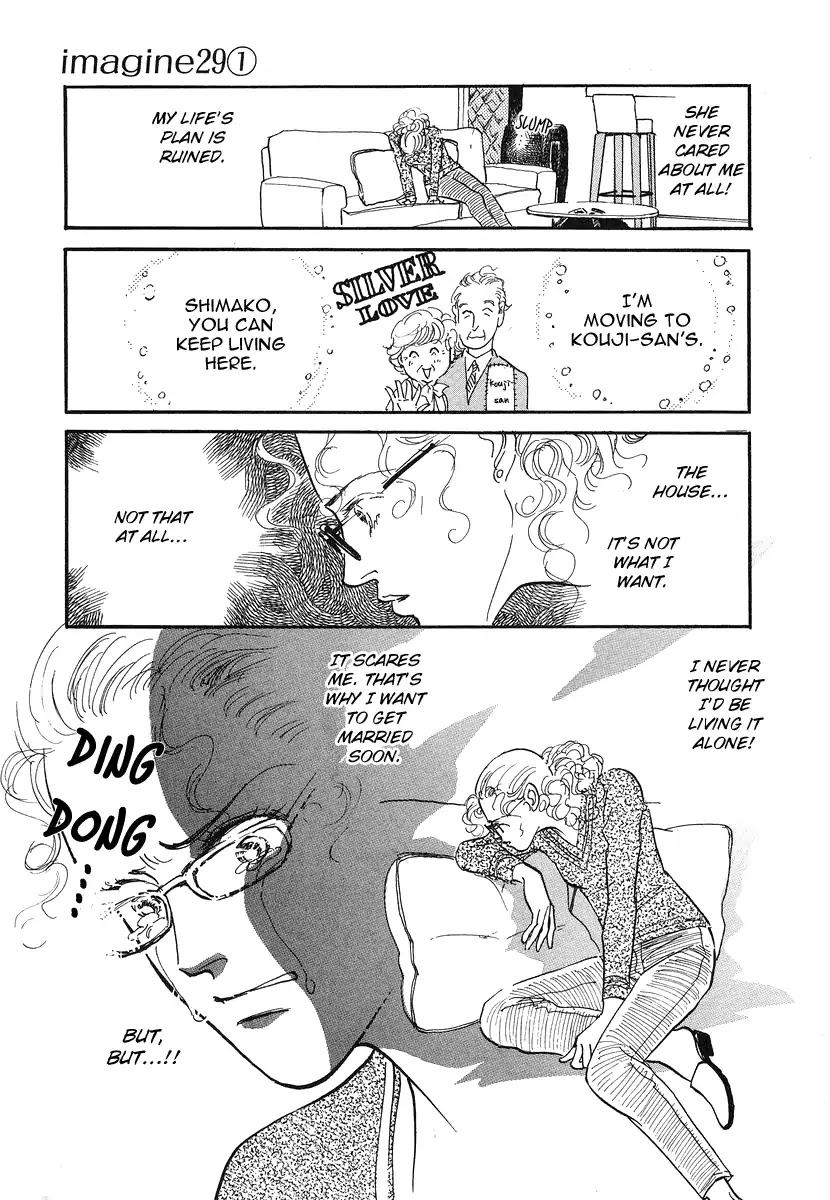 imagine29①
SHE
NEVER
CARED
ABOUT ME
AT ALL!
SLUMP
MY LIFE'S
PLAN IS
RUINED.
I'M
MOVING TO
KOUJI-SAN'S.
SILVER
LOVE
kouji
san
SHIMAKO,
YOU CAN
KEEP LIVING
HERE.
THE
HOUSE...
IT'S NOT
WHAT I
WANT.
NOT THAT
AT ALL...
I NEVER
THOUGHT
I'D BE
LIVING IT
ALONE!
IT SCARES
ME. THAT'S
WHY I WANT
TO GET
MARRIED
SOON.
DING
DONG
......
BUT,
BUT...!!